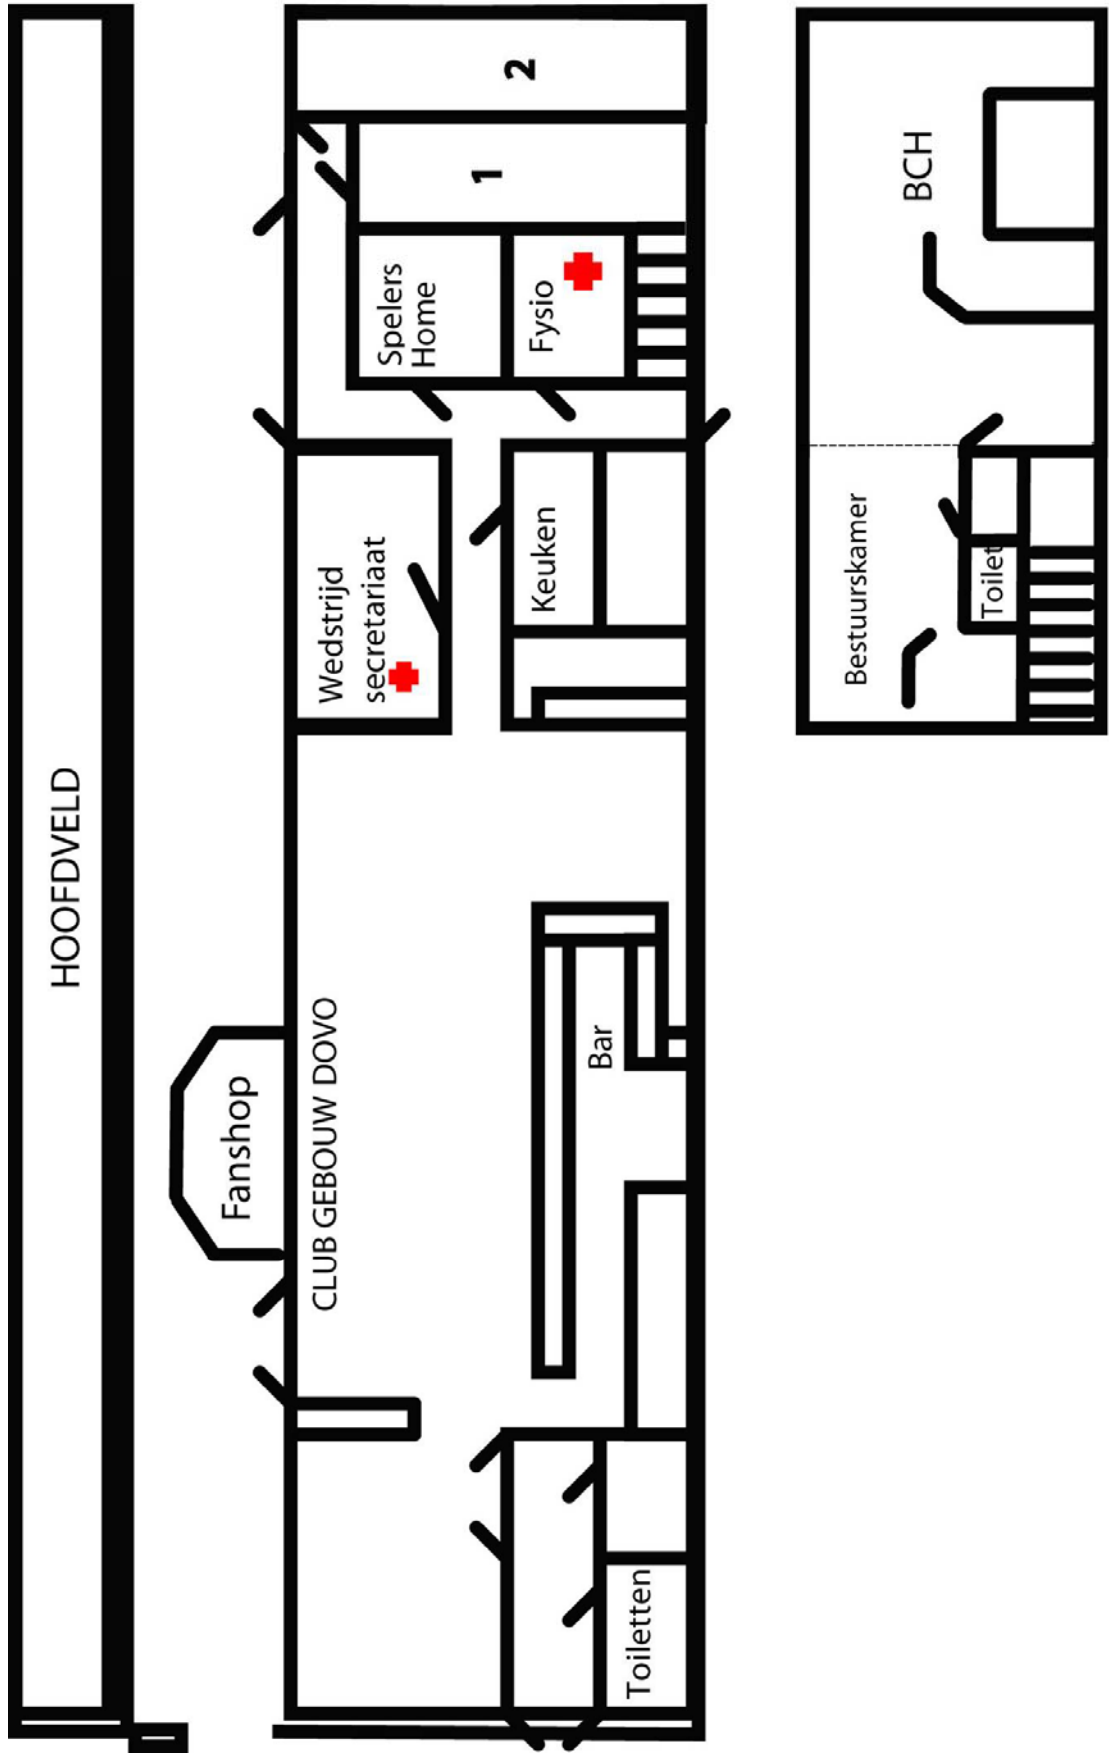 HOOFDVELD
Fanshop
CLUB GEBOUW DOVO
Wedstrijd
secretariaat
Spelers
Home
Fysio
1
2
Keuken
Bar
Toiletten
Bestuurskamer
Toilet
BCH